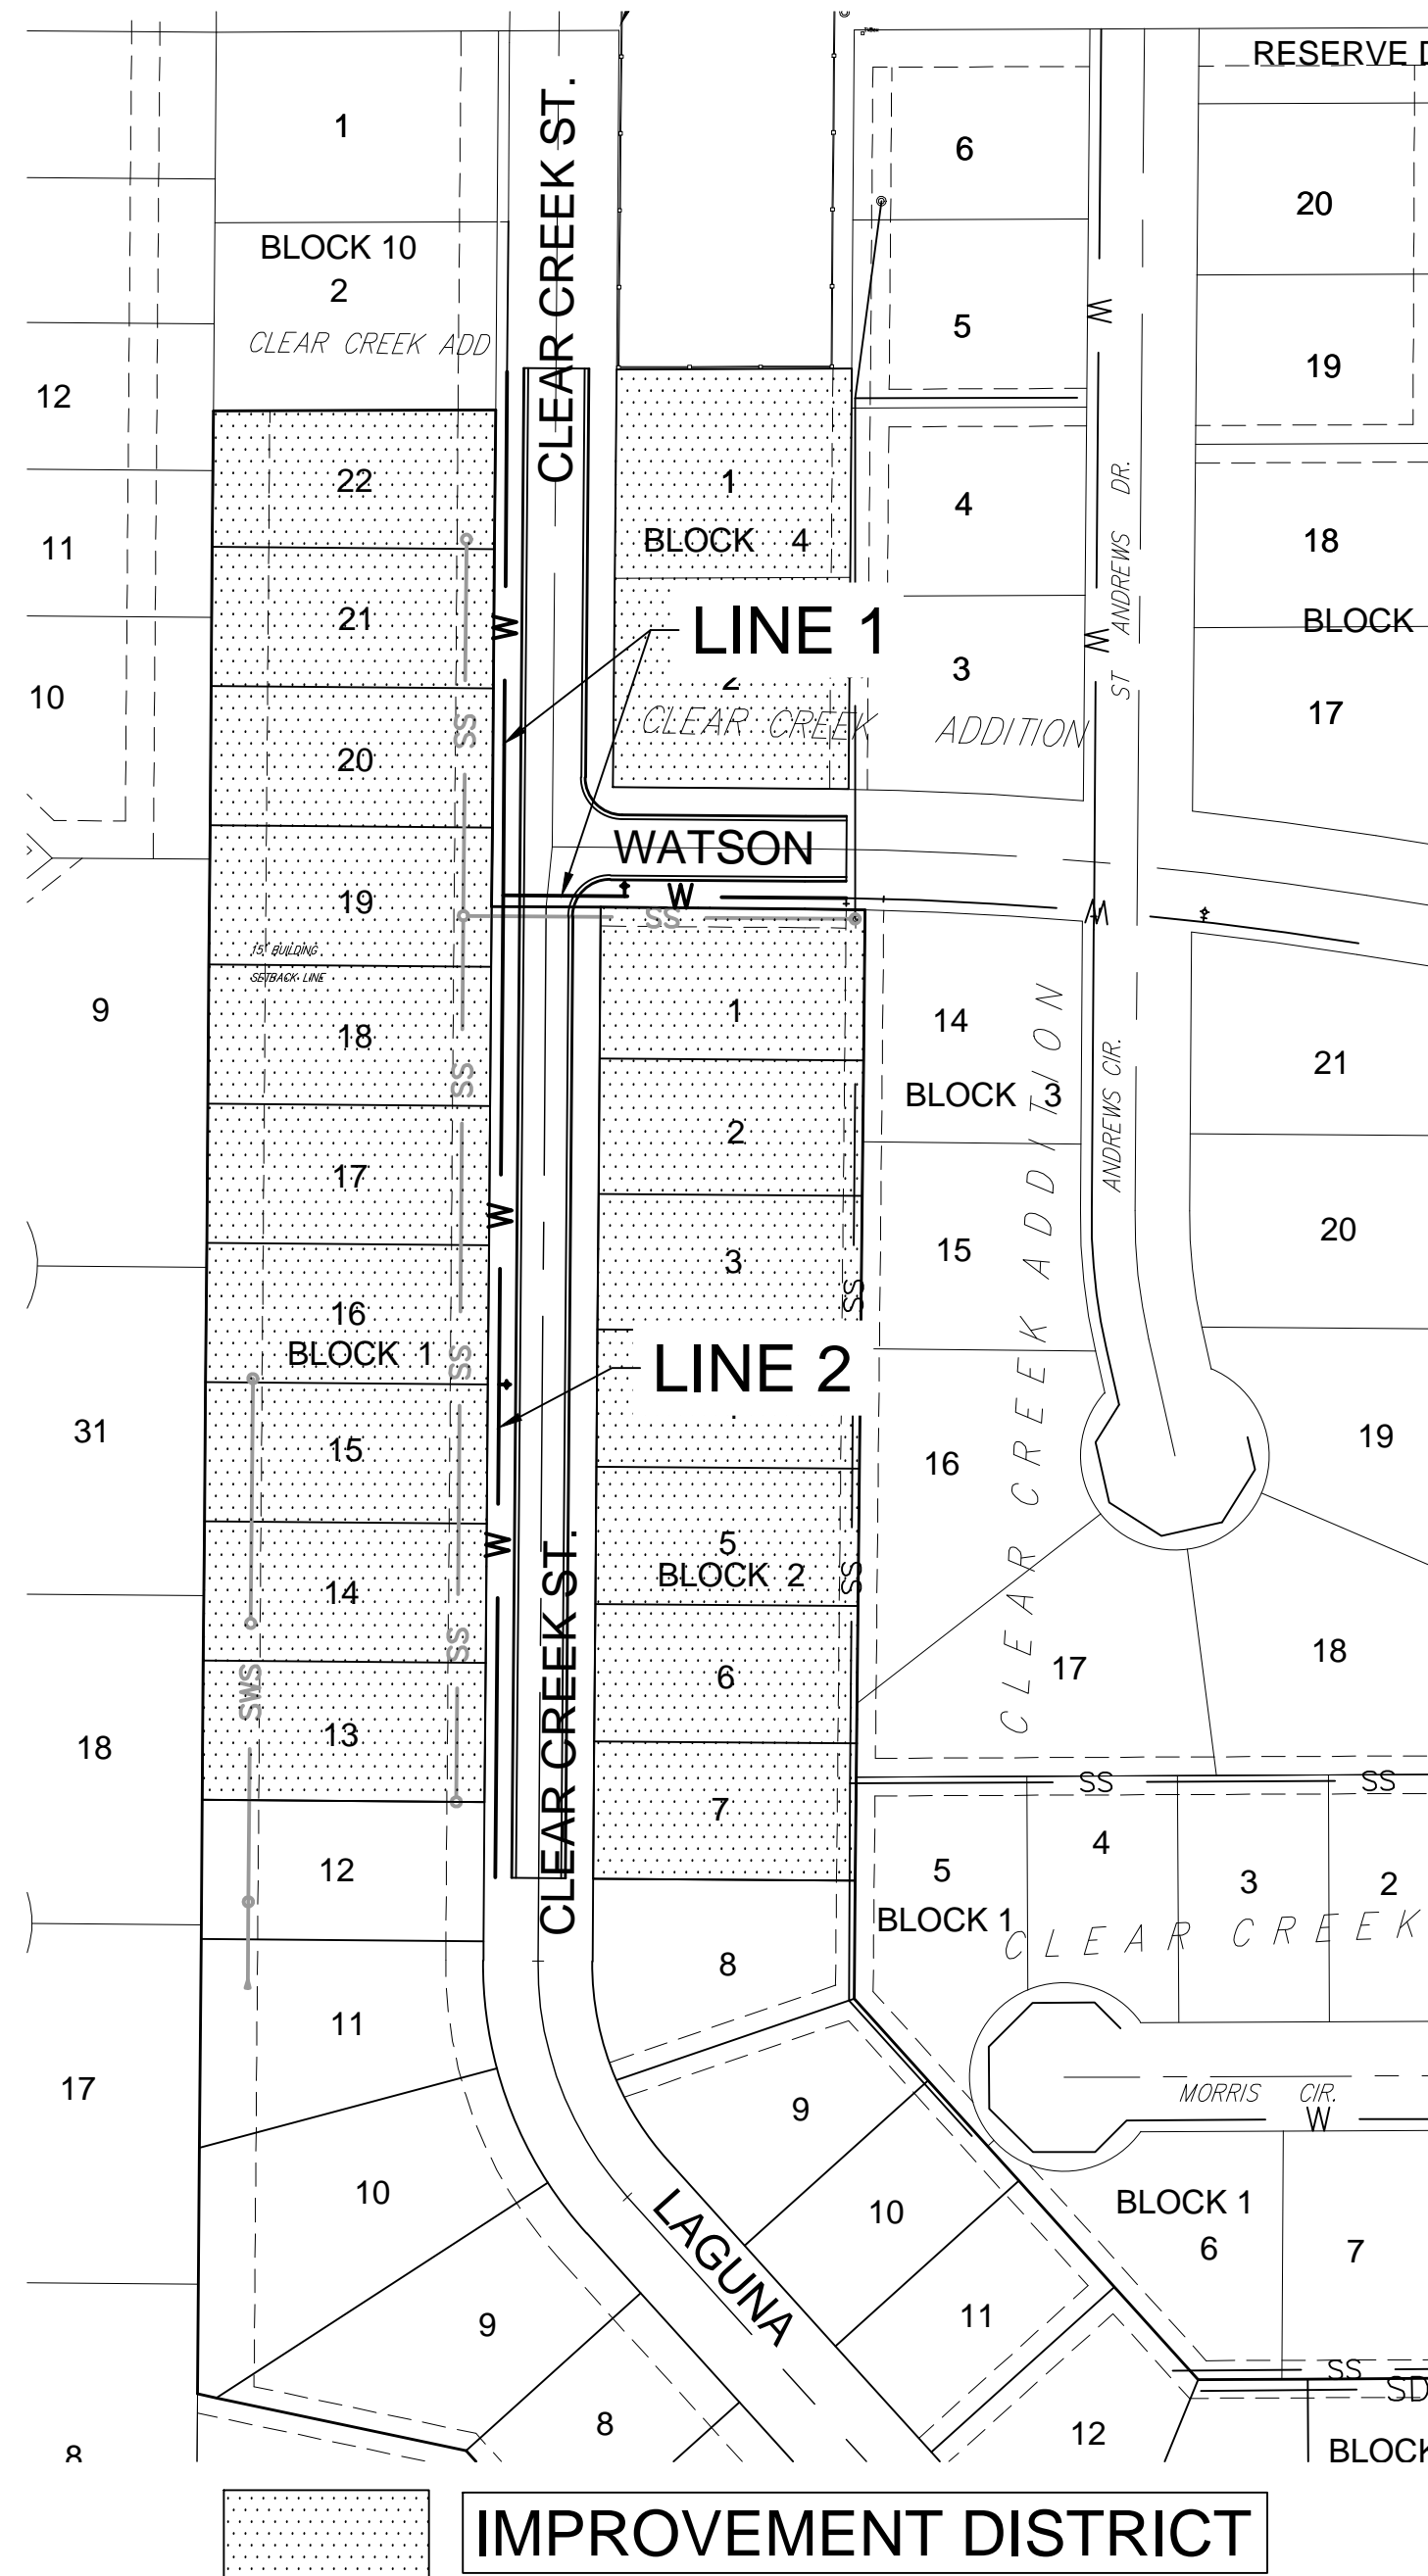 RESERVE
CLEAR CREEK ST.
1
6
20
BLOCK 10
2
5
CLEAR CREEK ADD
W
19
12
22
1
4
ST ANDREWS DR.
18
11
BLOCK 4
21
W
LINE 1
W
BLOCK
10
3
17
SS
CLEAR CREEK ADDITION
20
WATSON
19
W
W
SS
15' BUILDING
SETBACK LINE
9
18
1
14
CLEAR CREEK ADDITION
21
SS
BLOCK 3
ANDREWS CIR.
2
17
W
20
3
15
SS
16
BLOCK 1
SS
LINE 2
31
15
16
19
W
5
BLOCK 2
SS
14
SS
CLEAR CREEK ST.
6
17
18
SWS
13
18
SS
SS
7
12
5
4
3
2
BLOCK 1
CLEAR CREEK
8
11
17
MORRIS CIR.
W
9
10
BLOCK 1
10
6
7
LAGUNA
9
11
SS
SD
8
12
8
BLOCK
IMPROVEMENT DISTRICT